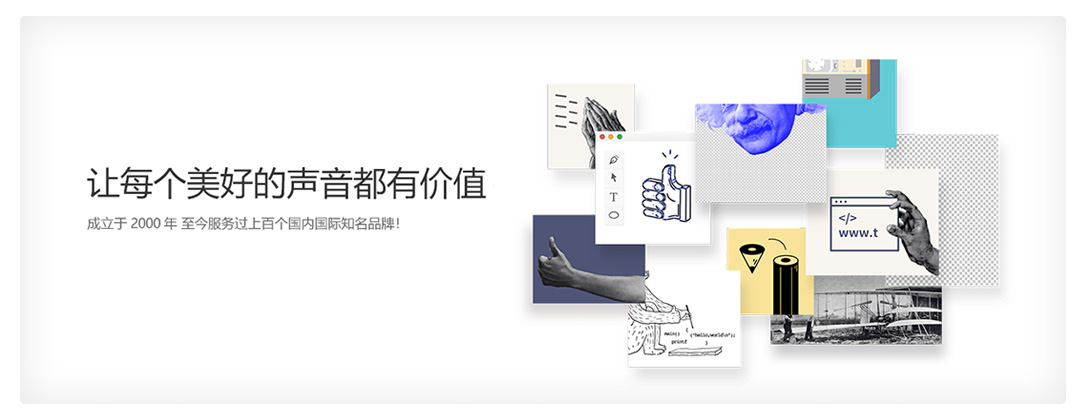 让每个美好的声音都有价值
成立于 2000 年 至今服务过上百个国内国际知名品牌！
T
</>
www.t
main() {
("hello,world\n");
print }